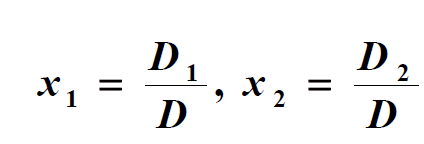 x₁ = D₁/D, x₂ = D₂/D